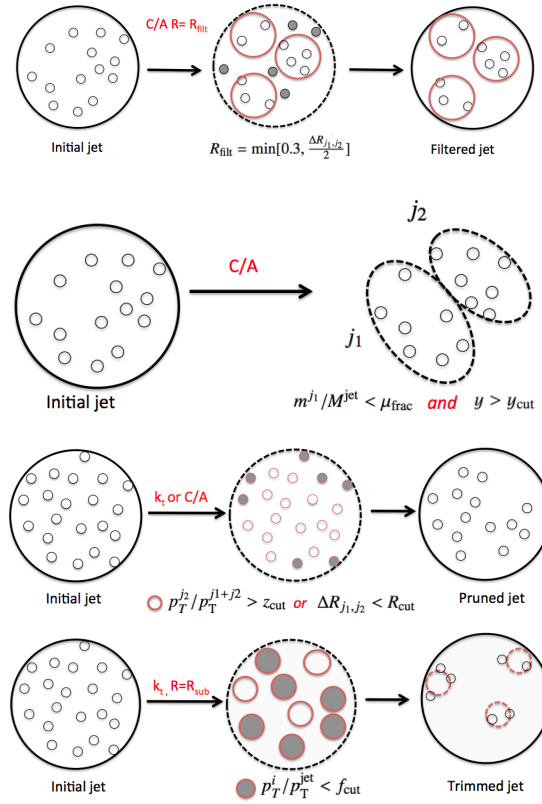 C/A R= R_filt
Initial jet
R_filt = min[0.3, ΔR_{j1,j2}/2]
Filtered jet
C/A
j2
j1
Initial jet
m^{j1}/M^{jet} < μ_frac and y > y_cut
k_t or C/A
Initial jet
p_T^{j2}/p_T^{j1+j2} > z_cut or ΔR_{j1,j2} < R_cut
Pruned jet
k_t, R=R_sub
Initial jet
p_T^i/p_T^{jet} < f_cut
Trimmed jet